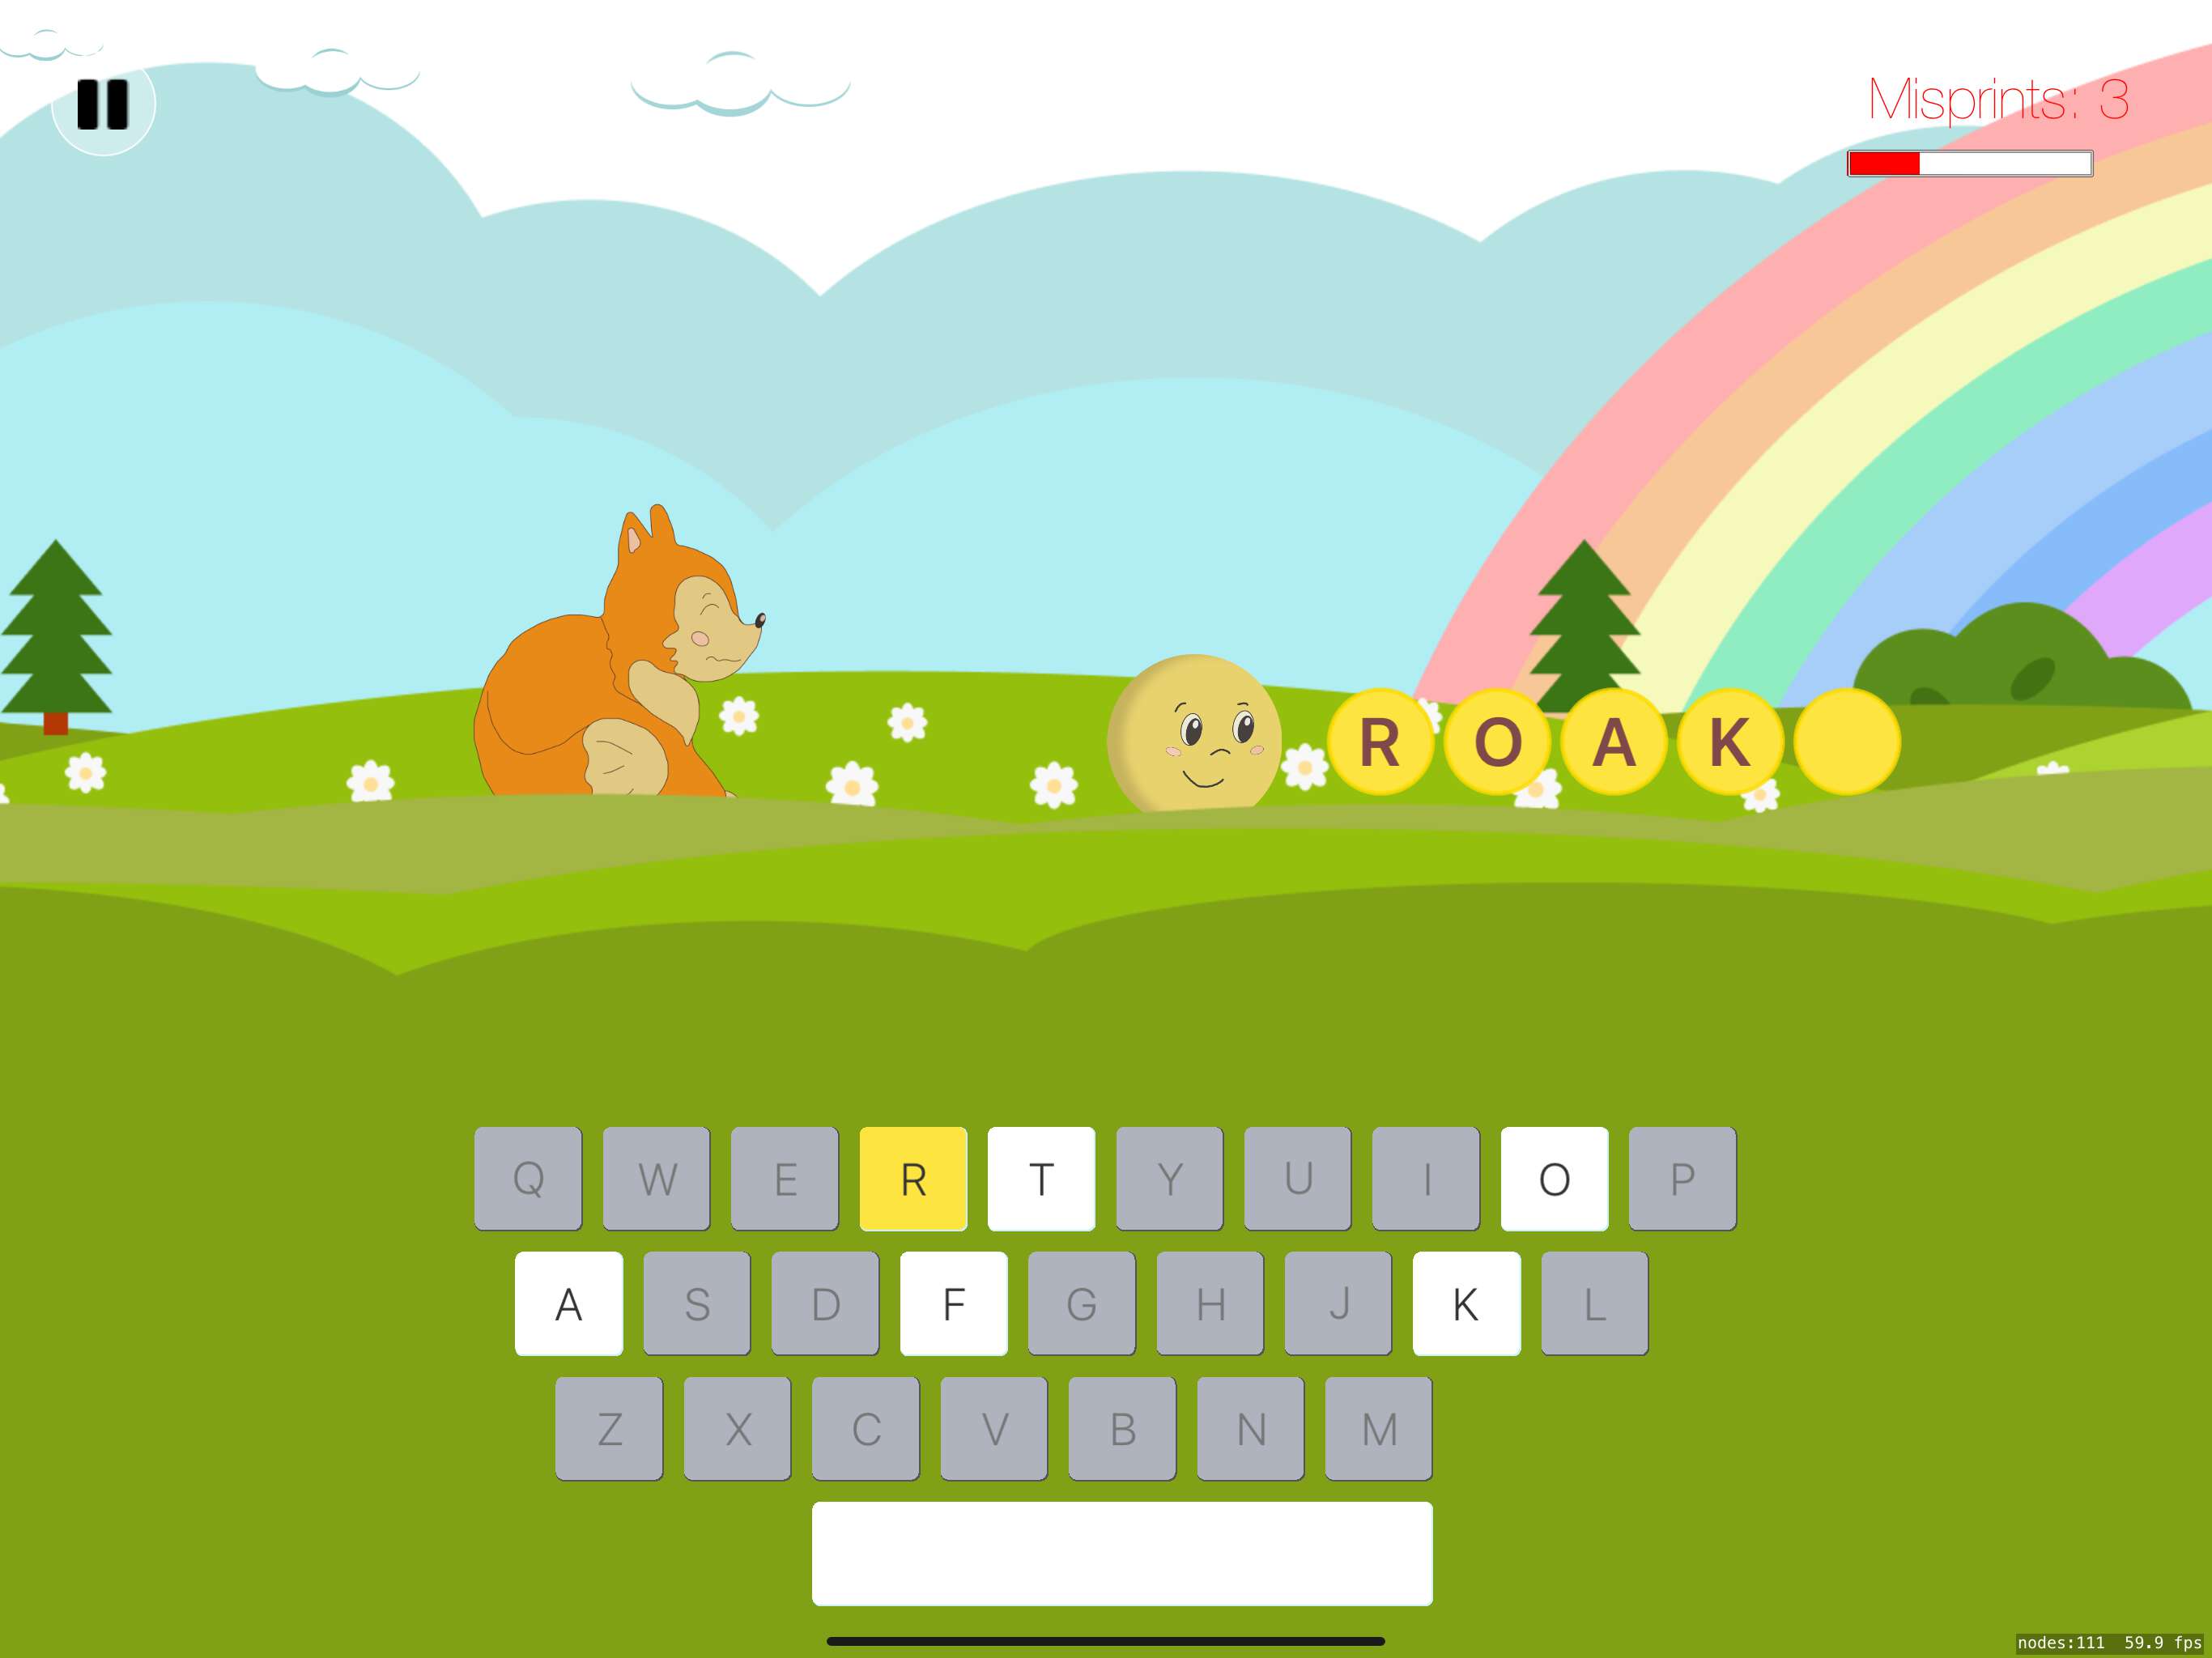 Misprints: 3
R O A K
Q W E R T Y U I O P
A S D F G H J K L
Z X C V B N M
nodes:111 59.9 fps